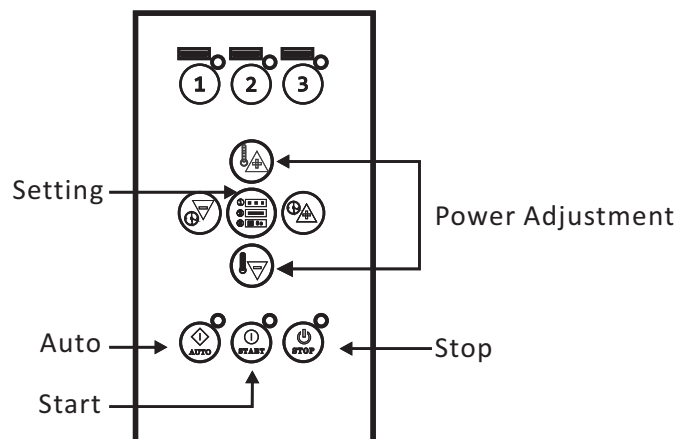 1 2 3
Setting
Power Adjustment
Auto
AUTO
START
STOP
Stop
Start